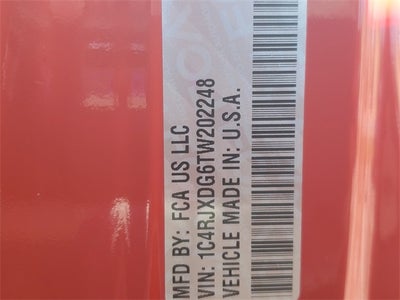 MFD BY: FCA US LLC
VIN: 1C4RJXDG6TW202248
VEHICLE MADE IN: U.S.A.